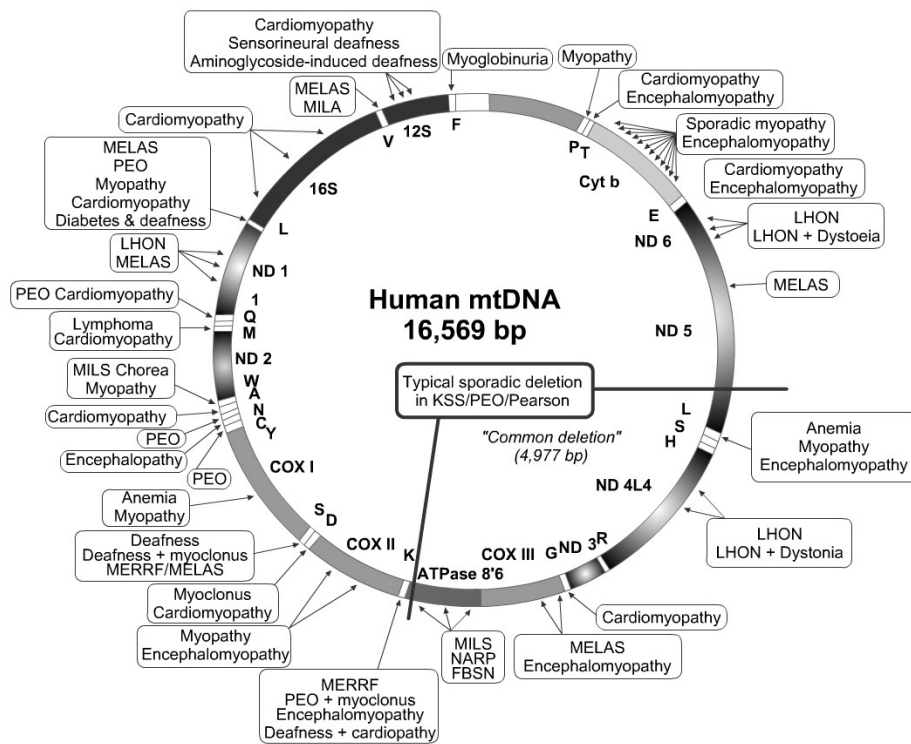 Cardiomyopathy
Sensorineural deafness
Aminoglycoside-induced deafness
Myoglobinuria
Myopathy
Cardiomyopathy
Encephalomyopathy
MELAS
MILA
Sporadic myopathy
Encephalomyopathy
Cardiomyopathy
Cardiomyopathy
Encephalomyopathy
MELAS
PEO
Myopathy
Cardiomyopathy
Diabetes & deafness
LHON
LHON + Dystoeia
LHON
MELAS
MELAS
PEO Cardiomyopathy
Lymphoma
Cardiomyopathy
MILS Chorea
Myopathy
Cardiomyopathy
PEO
Encephalopathy
PEO
Anemia
Myopathy
Encephalomyopathy
Anemia
Myopathy
Deafness
Deafness + myoclonus
MERRF/MELAS
LHON
LHON + Dystonia
Myoclonus
Cardiomyopathy
Cardiomyopathy
Myopathy
Encephalomyopathy
MILS
NARP
FBSN
MELAS
Encephalomyopathy
MERRF
PEO + myoclonus
Encephalomyopathy
Deafness + cardiopathy
V
12S
F
P
T
Cyt b
E
ND 6
16S
L
ND 1
1
Q
M
ND 2
W
A
N
C
Y
COX I
S
D
COX II
K
ATPase 8'6
COX III
G
ND 3
R
ND 4L4
H
S
L
ND 5
Human mtDNA
16,569 bp
Typical sporadic deletion
in KSS/PEO/Pearson
"Common deletion"
(4,977 bp)